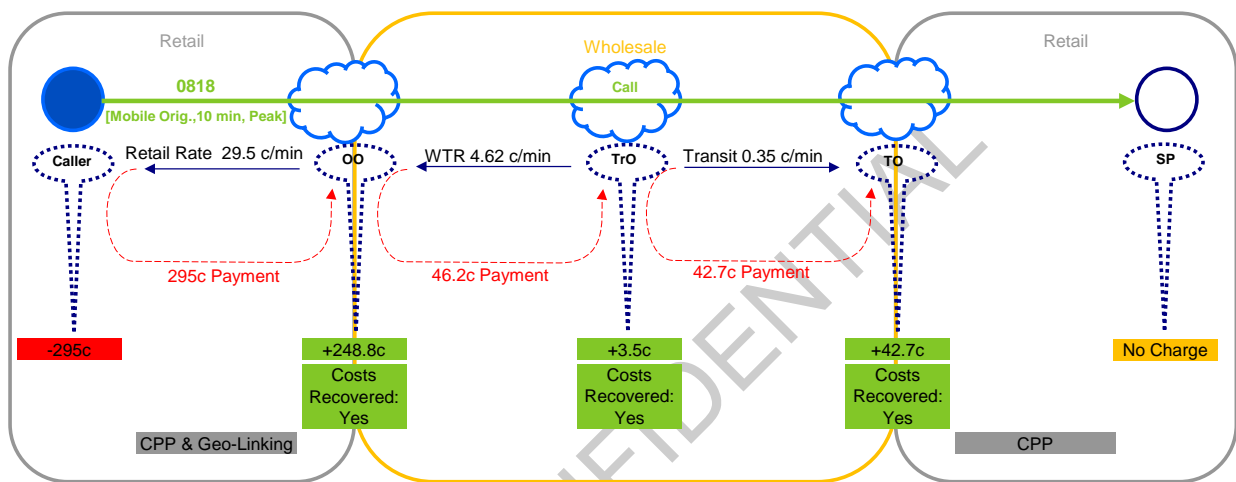 Retail
Wholesale
Retail
0818
Call
[Mobile Orig.,10 min, Peak]
Caller
Retail Rate  29.5 c/min
OO
WTR 4.62 c/min
TrO
Transit 0.35 c/min
TO
SP
295c Payment
46.2c Payment
42.7c Payment
-295c
+248.8c
+3.5c
+42.7c
No Charge
Costs
Recovered:
Yes
Costs
Recovered:
Yes
Costs
Recovered:
Yes
CPP & Geo-Linking
CPP